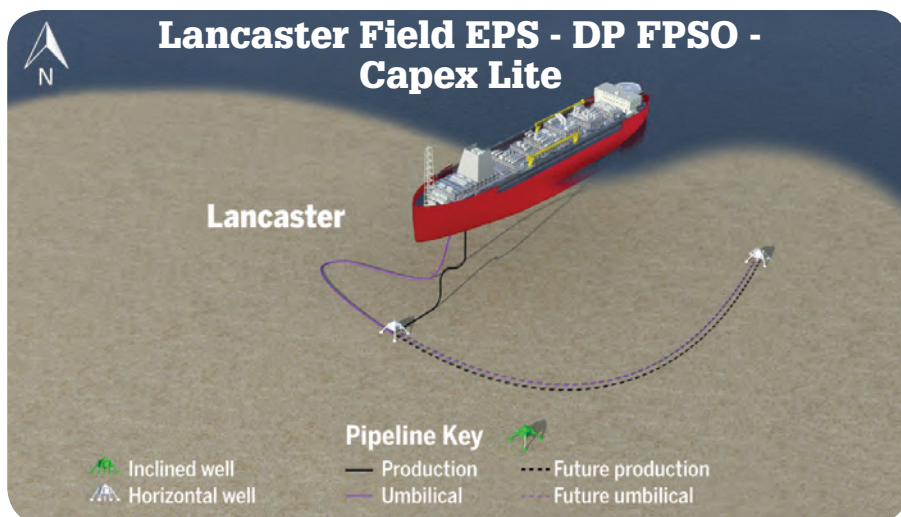 Lancaster Field EPS - DP FPSO -
Capex Lite
N
Lancaster
Pipeline Key
Inclined well
Production
Future production
Horizontal well
Umbilical
Future umbilical